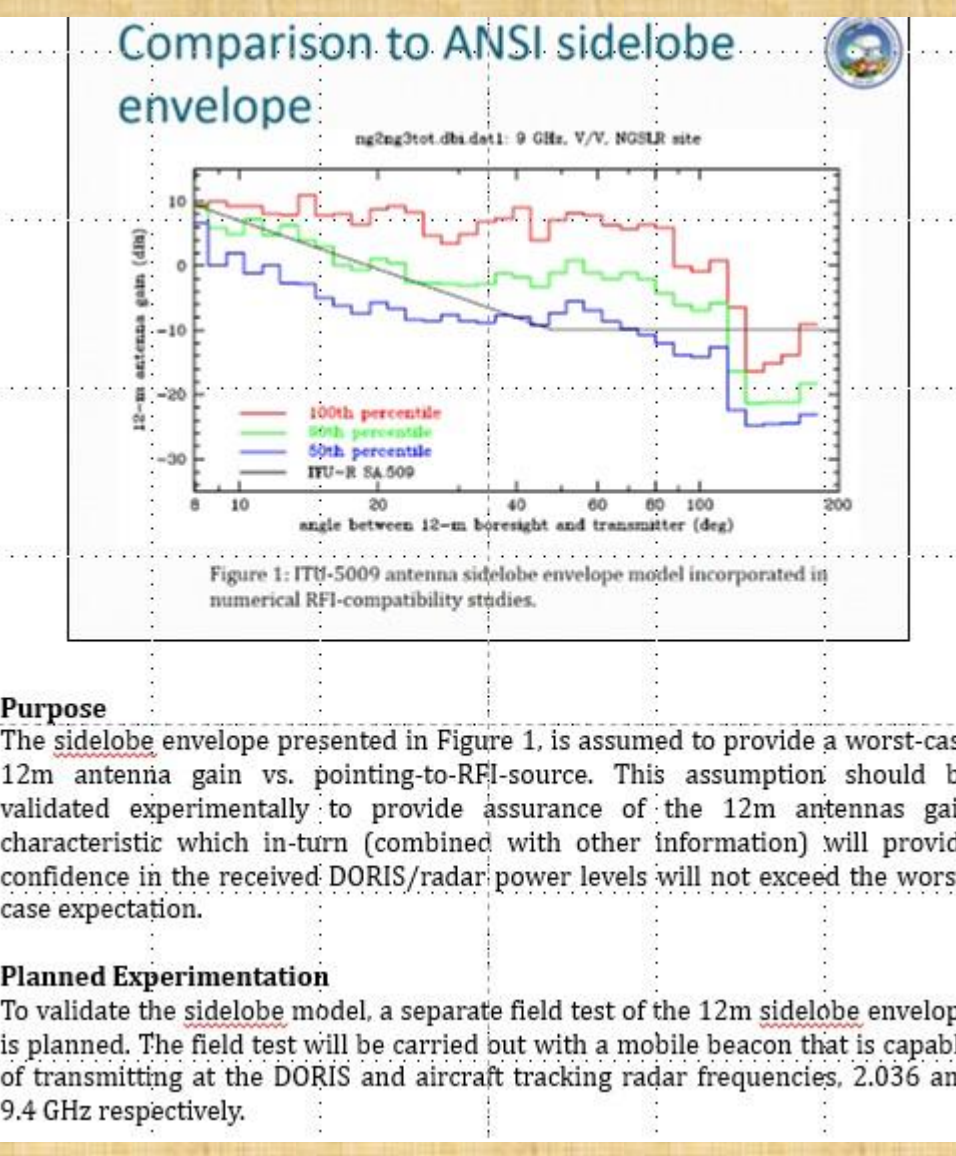 Comparison to ANSI sidelobe
envelope
ng2ng3tot.dbi.dat1: 9 GHz, V/V, NGSLR site
12-m antenna gain (dBi)
10
0
-10
-20
-30
100th percentile
percentile
50th percentile
ITU-R SA.509
8 10 20 40 60 80 100 200
angle between 12-m boresight and transmitter (deg)
Figure 1: ITU-5009 antenna sidelobe envelope model incorporated in
numerical RFI-compatibility studies.
Purpose
The sidelobe envelope presented in Figure 1, is assumed to provide a worst-cas
12m antenna gain vs. pointing-to-RFI-source. This assumption should b
validated experimentally to provide assurance of the 12m antennas gai
characteristic which in-turn (combined with other information) will provid
confidence in the received DORIS/radar power levels will not exceed the wors
case expectation.
Planned Experimentation
To validate the sidelobe model, a separate field test of the 12m sidelobe envelop
is planned. The field test will be carried out with a mobile beacon that is capabl
of transmitting at the DORIS and aircraft tracking radar frequencies, 2.036 an
9.4 GHz respectively.